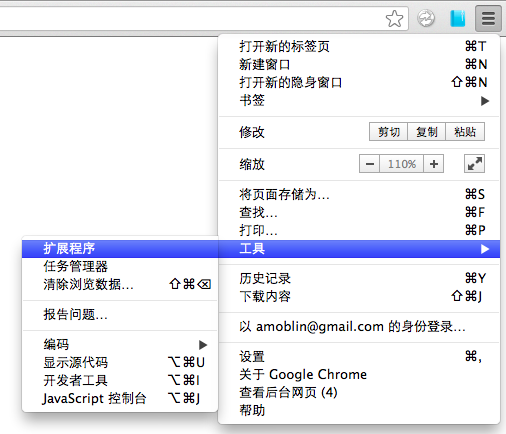 打开新的标签页 ⌘T
新建窗口 ⌘N
打开新的隐身窗口 ⇧⌘N
书签 ▶
修改 剪切 复制 粘贴
缩放 − 110% +
将页面存储为... ⌘S
查找... ⌘F
打印... ⌘P
工具 ▶
历史记录 ⌘Y
下载内容 ⇧⌘J
以 amoblin@gmail.com 的身份登录...
设置 ⌘,
关于 Google Chrome
查看后台网页 (4)
帮助
扩展程序
任务管理器
清除浏览数据... ⇧⌘⌫
报告问题...
编码 ▶
显示源代码 ⌥⌘U
开发者工具 ⌥⌘I
JavaScript 控制台 ⌥⌘J